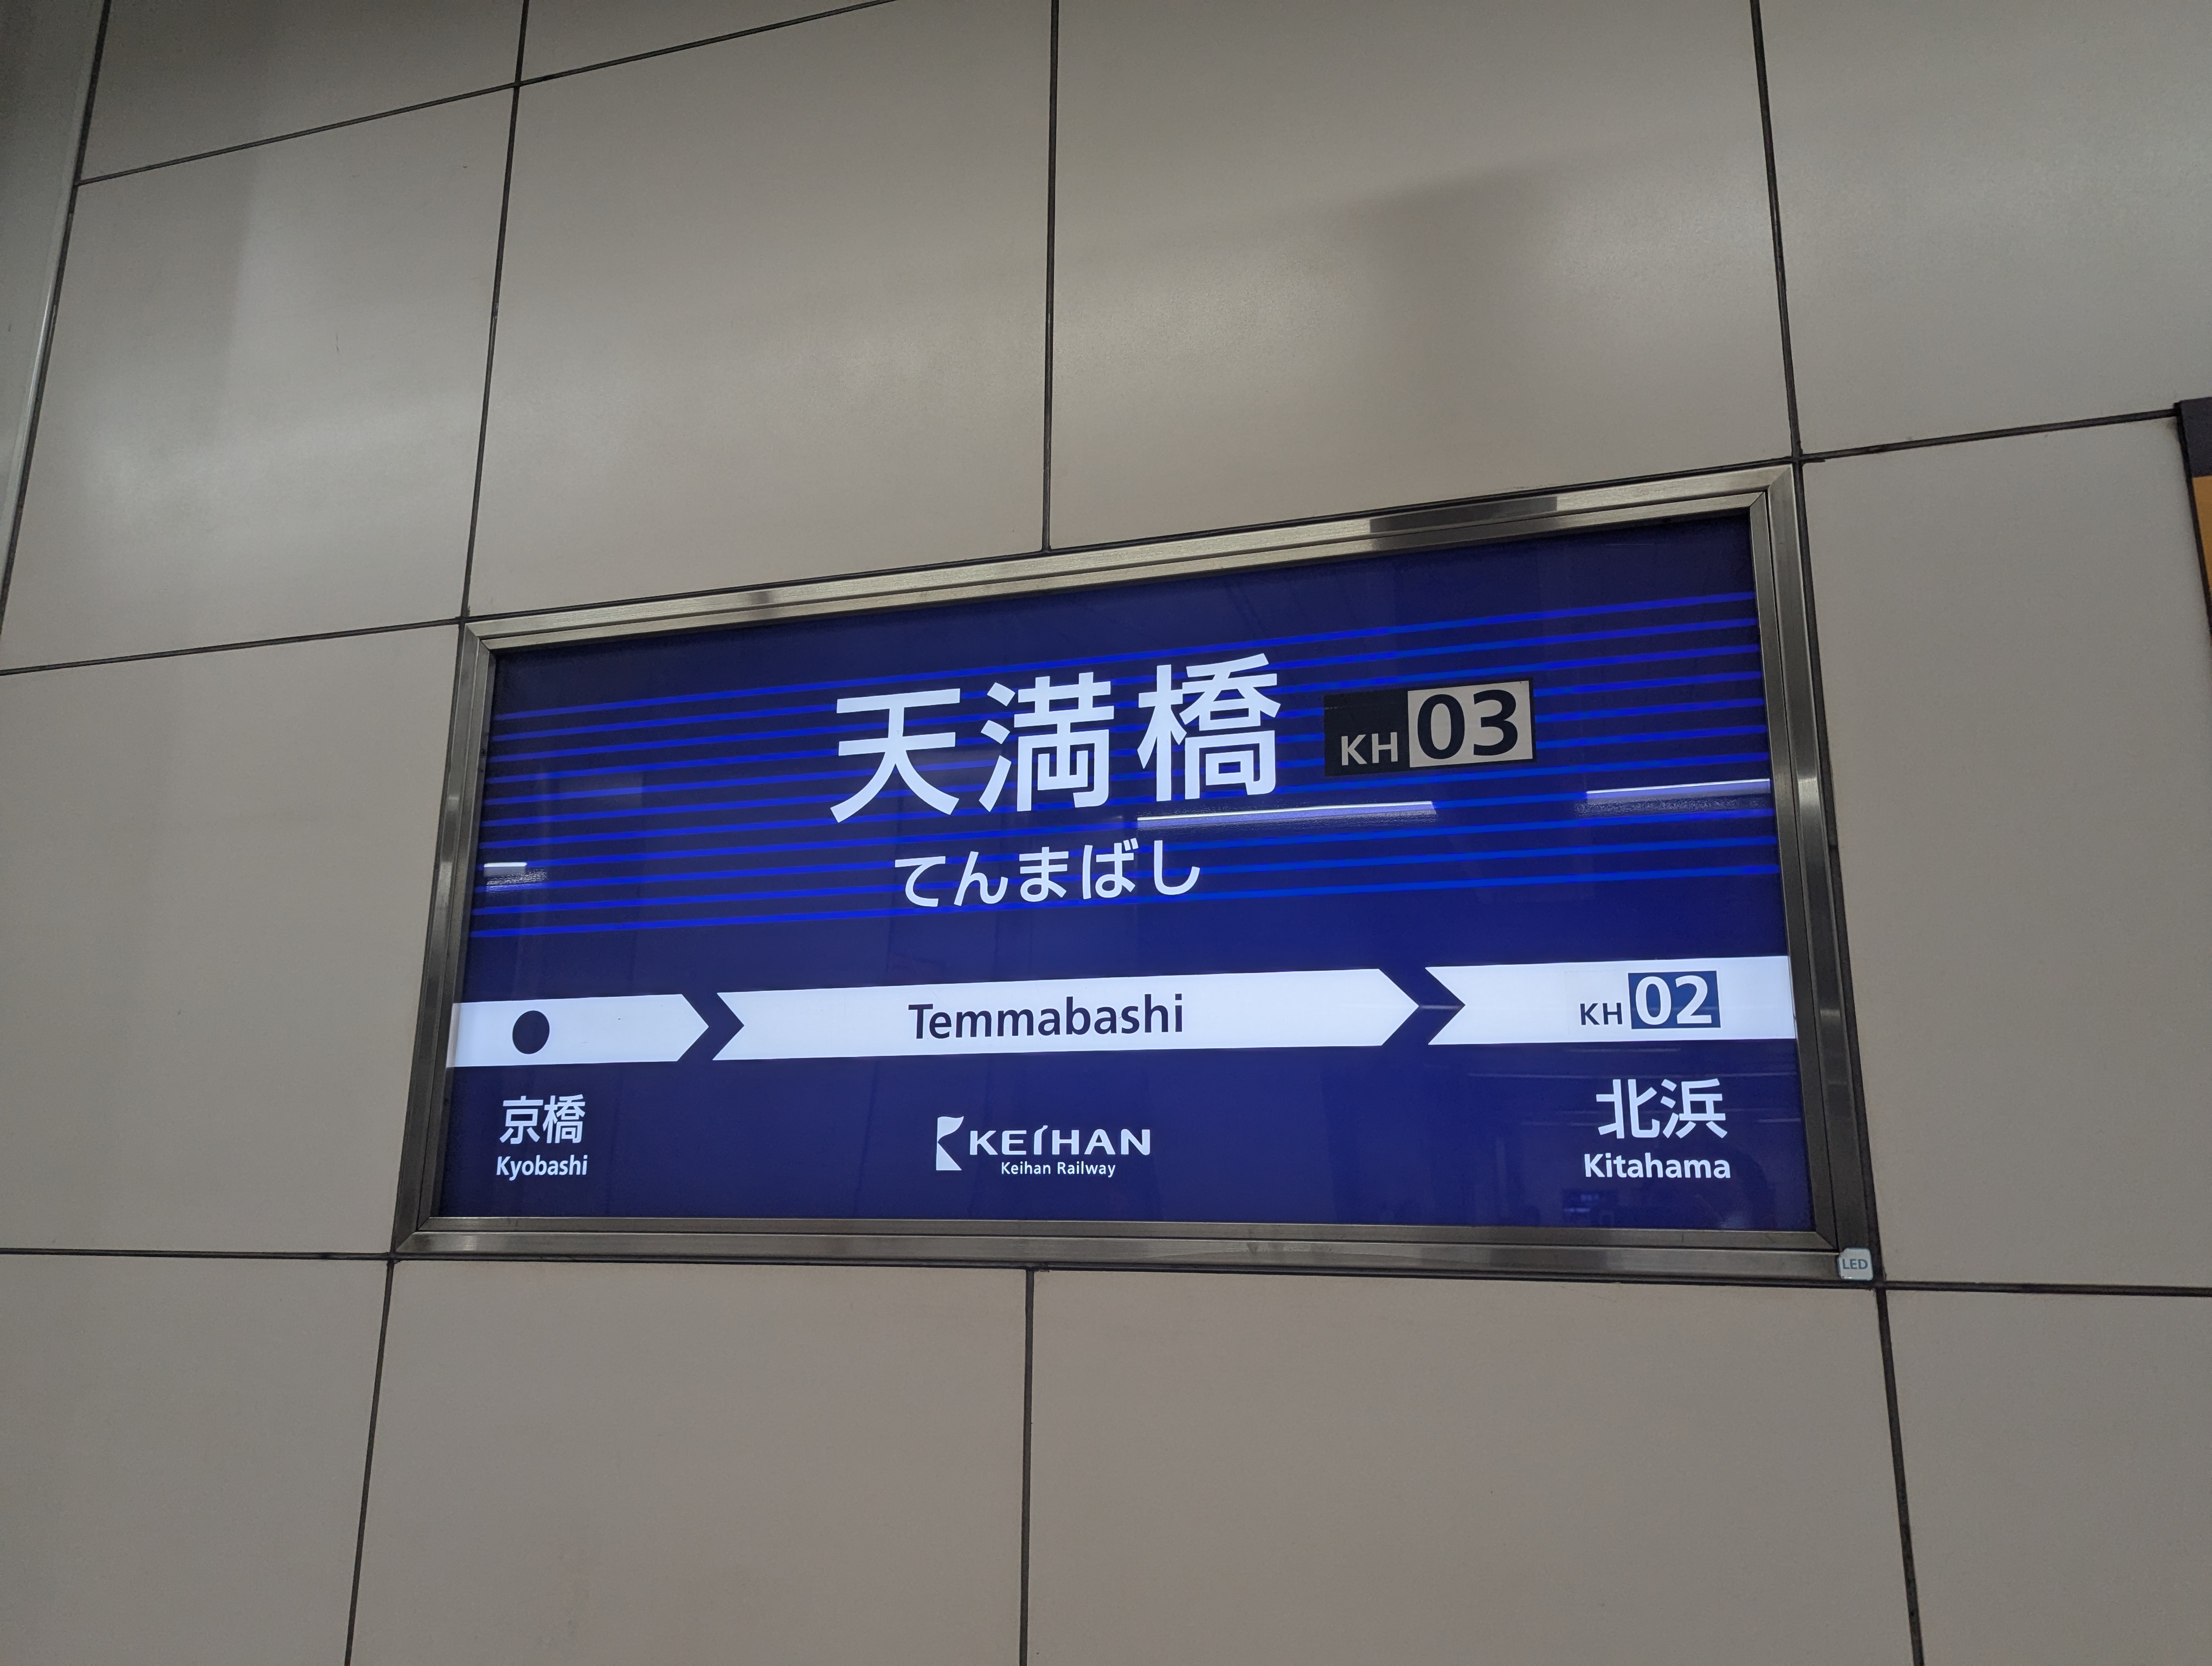 天満橋 KH 03
てんまばし
Temmabashi
KH 02
京橋
Kyobashi
KEIHAN
Keihan Railway
北浜
Kitahama
LED